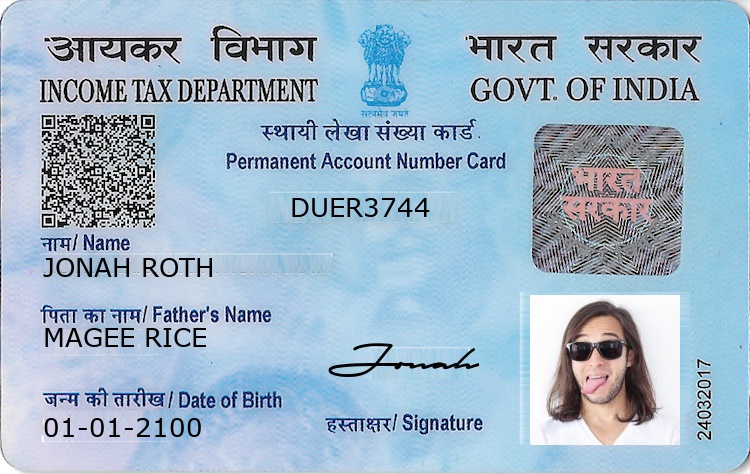 आयकर विभाग
INCOME TAX DEPARTMENT
सत्यमेव जयते
भारत सरकार
GOVT. OF INDIA
स्थायी लेखा संख्या कार्ड
Permanent Account Number Card
DUER3744
भारत
सरकार
नाम/ Name
JONAH ROTH
पिता का नाम/ Father's Name
MAGEE RICE
जन्म की तारीख/ Date of Birth
01-01-2100
Jonah
हस्ताक्षर/ Signature
24032017